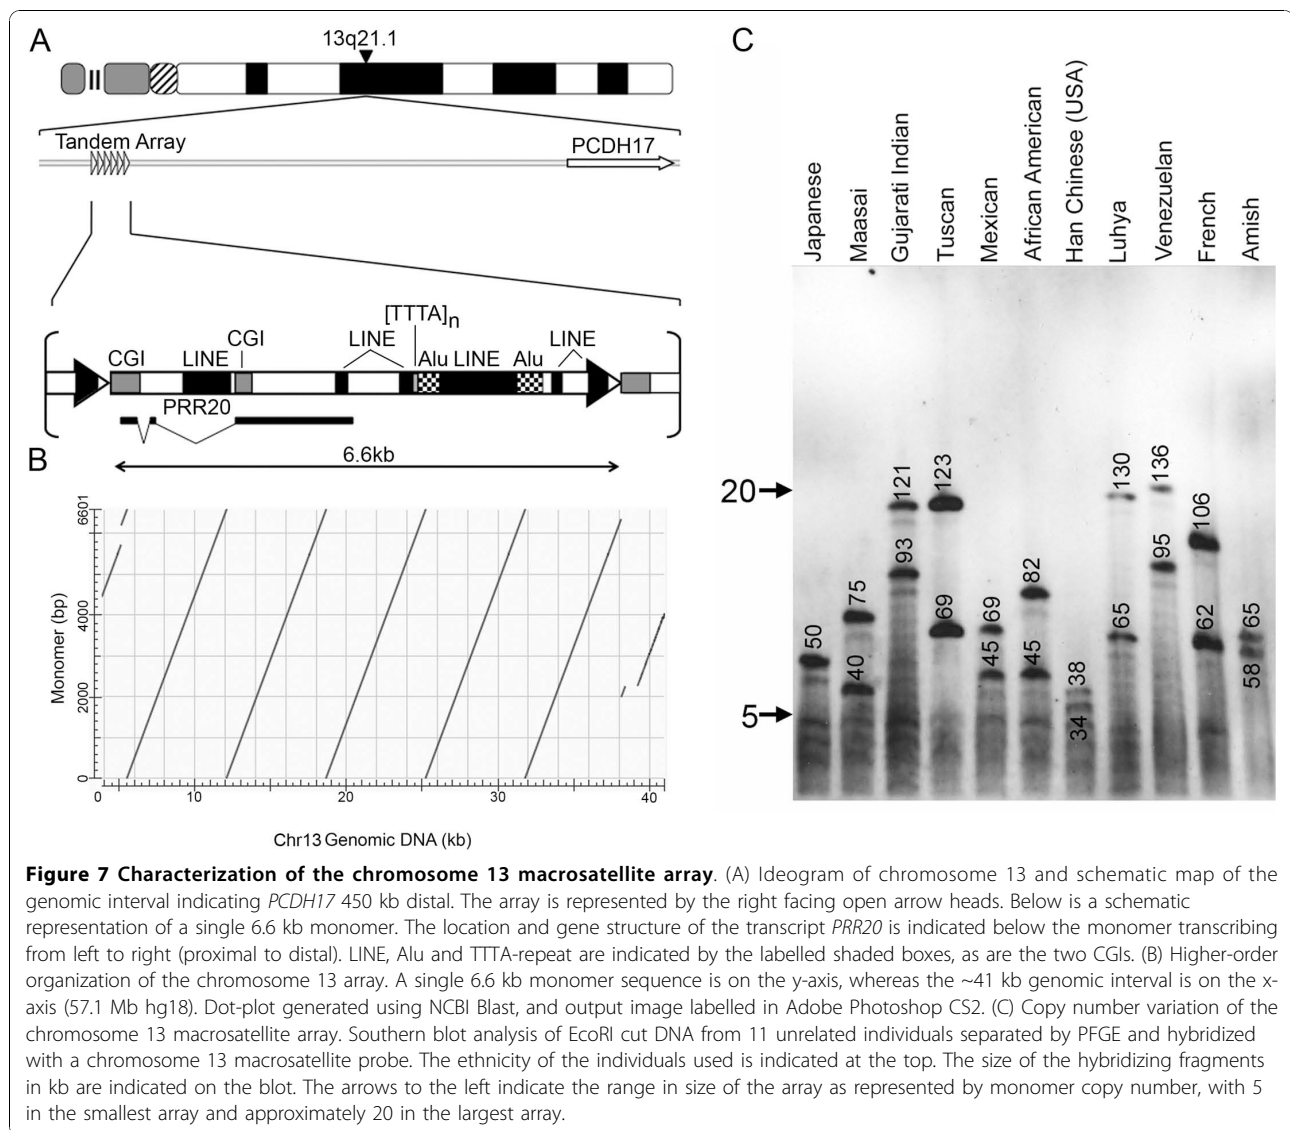 A
13q21.1
Tandem Array
PCDH17
[TTTA]n
CGI
LINE
CGI
LINE
Alu
LINE
Alu
LINE
PRR20
6.6kb
B
Monomer (bp)
6601
4000
2000
0
0
10
20
30
40
Chr13 Genomic DNA (kb)
C
Japanese
Maasai
Gujarati Indian
Tuscan
Mexican
African American
Han Chinese (USA)
Luhya
Venezuelan
French
Amish
20
5
50
75
40
121
93
123
69
69
45
82
45
38
34
130
65
136
95
106
62
65
58
Figure 7 Characterization of the chromosome 13 macrosatellite array. (A) Ideogram of chromosome 13 and schematic map of the
genomic interval indicating PCDH17 450 kb distal. The array is represented by the right facing open arrow heads. Below is a schematic
representation of a single 6.6 kb monomer. The location and gene structure of the transcript PRR20 is indicated below the monomer transcribing
from left to right (proximal to distal). LINE, Alu and TTTA-repeat are indicated by the labelled shaded boxes, as are the two CGIs. (B) Higher-order
organization of the chromosome 13 array. A single 6.6 kb monomer sequence is on the y-axis, whereas the ~41 kb genomic interval is on the x-
axis (57.1 Mb hg18). Dot-plot generated using NCBI Blast, and output image labelled in Adobe Photoshop CS2. (C) Copy number variation of the
chromosome 13 macrosatellite array. Southern blot analysis of EcoRI cut DNA from 11 unrelated individuals separated by PFGE and hybridized
with a chromosome 13 macrosatellite probe. The ethnicity of the individuals used is indicated at the top. The size of the hybridizing fragments
in kb are indicated on the blot. The arrows to the left indicate the range in size of the array as represented by monomer copy number, with 5
in the smallest array and approximately 20 in the largest array.